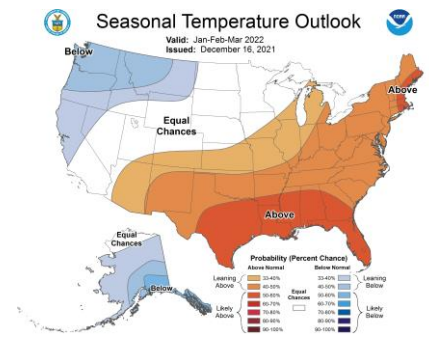 Seasonal Temperature Outlook
Valid: Jan-Feb-Mar 2022
Issued: December 16, 2021
Below
Above
Equal
Chances
Above
Equal
Chances
Below
Probability (Percent Chance)
Above Normal
Below Normal
Leaning
Above
33-40%
40-50%
50-60%
Likely
Above
60-70%
70-80%
80-90%
90-100%
Equal
Chances
33-40%
40-50%
50-60%
60-70%
70-80%
80-90%
90-100%
Leaning
Below
Likely
Below